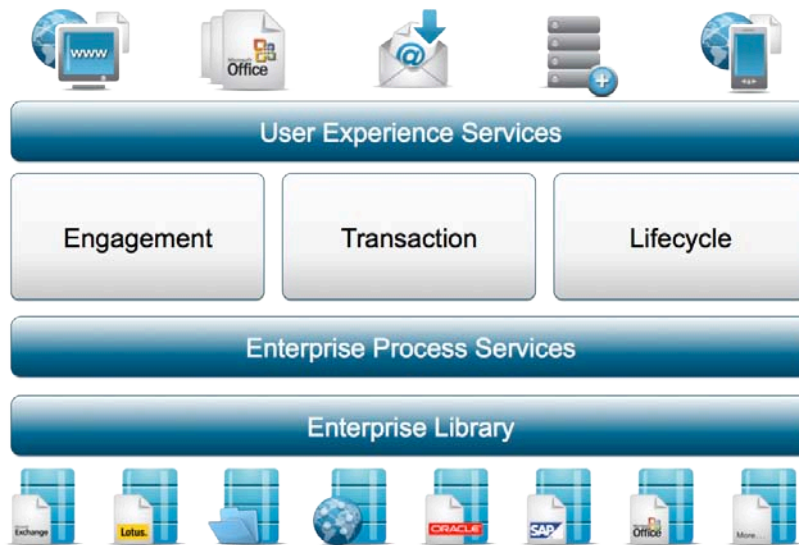 www
Microsoft
Office
@
User Experience Services
Engagement
Transaction
Lifecycle
Enterprise Process Services
Enterprise Library
Exchange
Lotus.
ORACLE
SAP
Office
More...